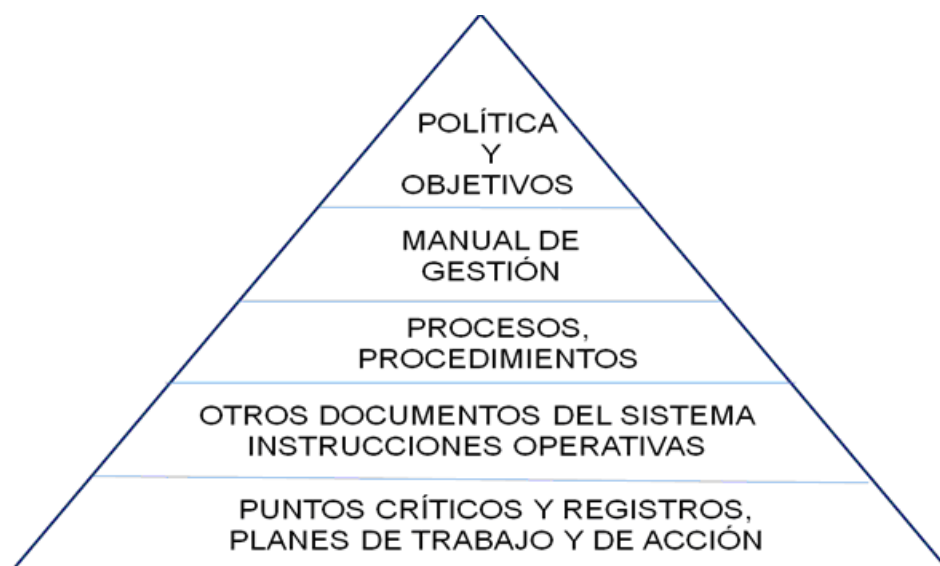 POLÍTICA
Y
OBJETIVOS
MANUAL DE
GESTIÓN
PROCESOS,
PROCEDIMIENTOS
OTROS DOCUMENTOS DEL SISTEMA
INSTRUCCIONES OPERATIVAS
PUNTOS CRÍTICOS Y REGISTROS,
PLANES DE TRABAJO Y DE ACCIÓN